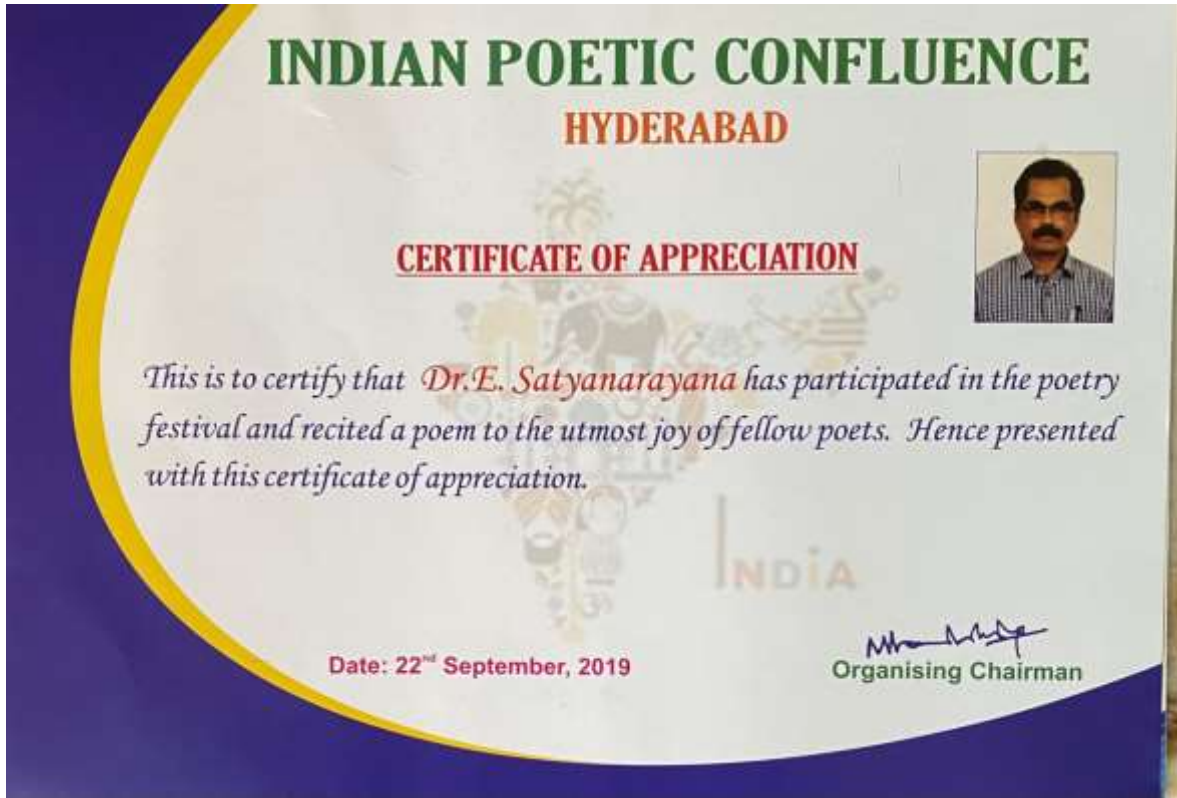 INDIAN POETIC CONFLUENCE
HYDERABAD
CERTIFICATE OF APPRECIATION
This is to certify that Dr.E. Satyanarayana has participated in the poetry
festival and recited a poem to the utmost joy of fellow poets. Hence presented
with this certificate of appreciation.
INDIA
Date: 22nd September, 2019
Organising Chairman